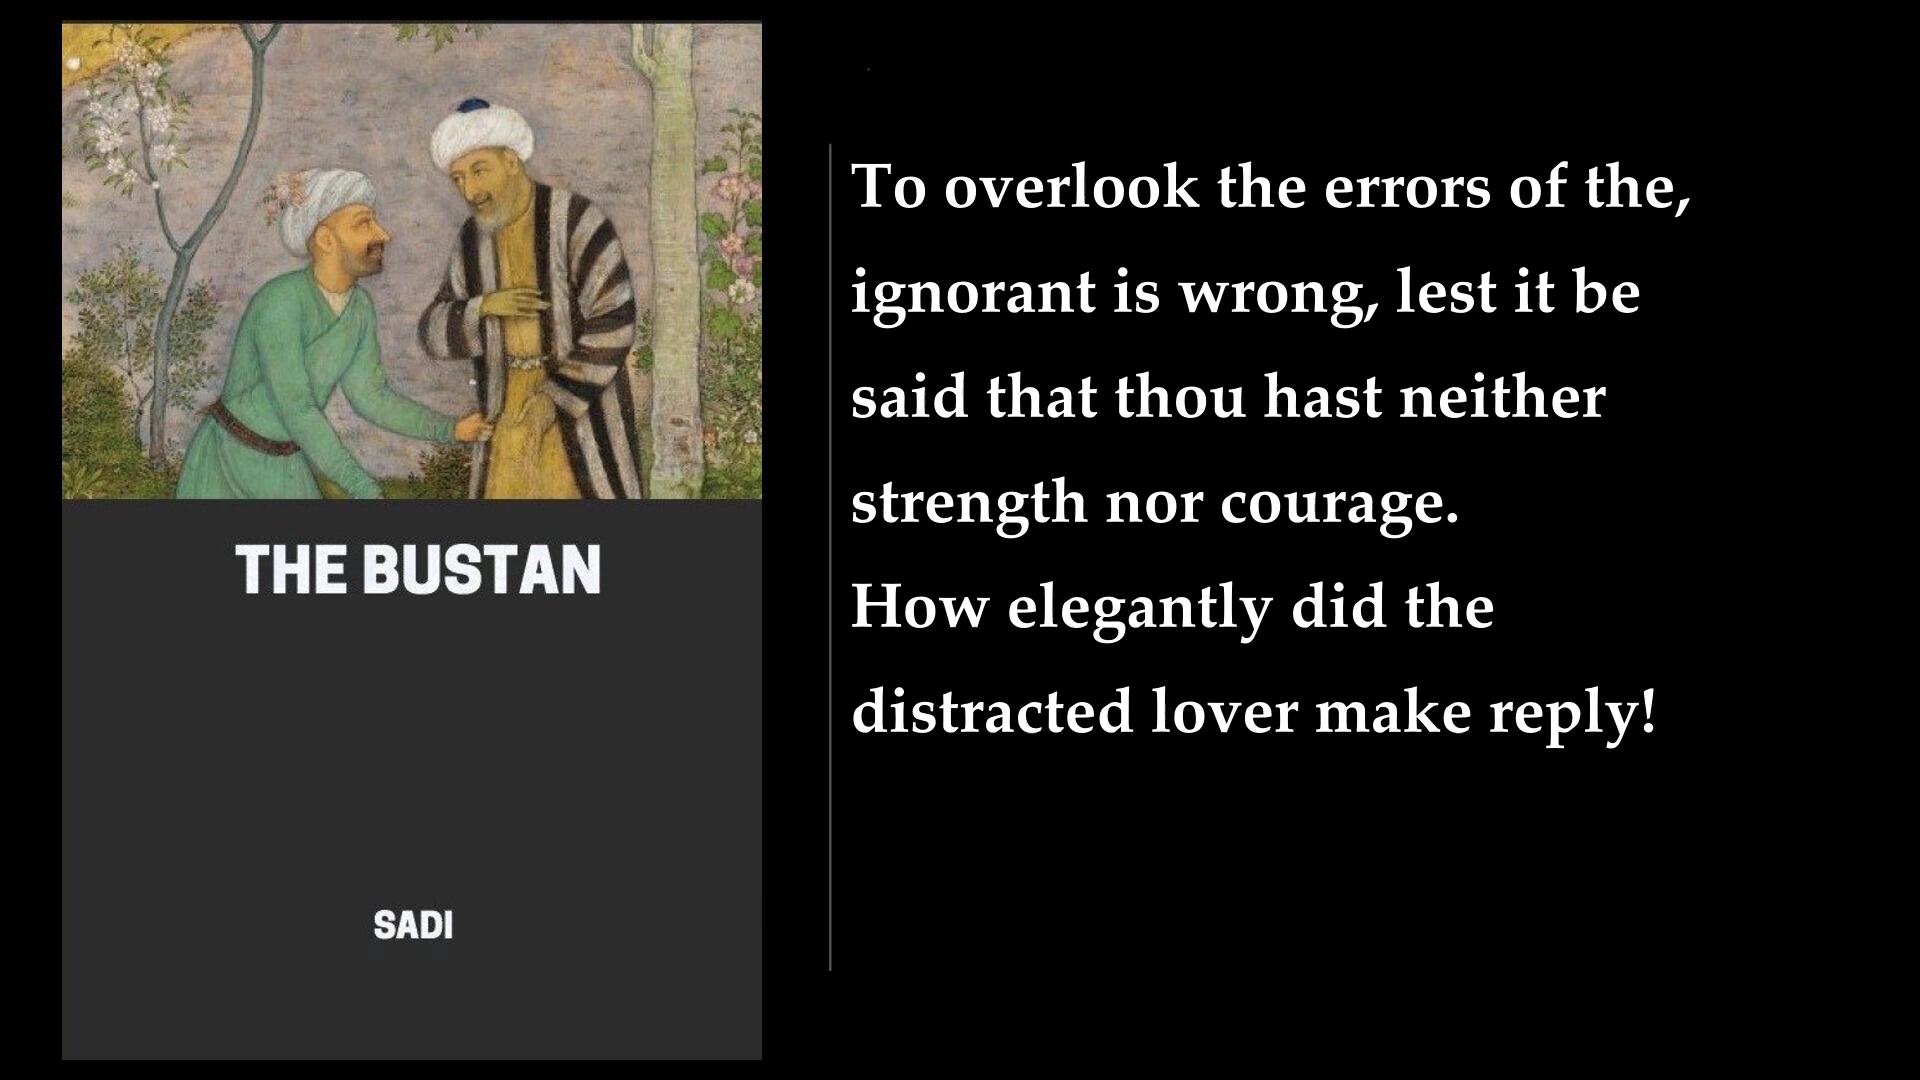 THE BUSTAN
SADI
To overlook the errors of the,
ignorant is wrong, lest it be
said that thou hast neither
strength nor courage.
How elegantly did the
distracted lover make reply!